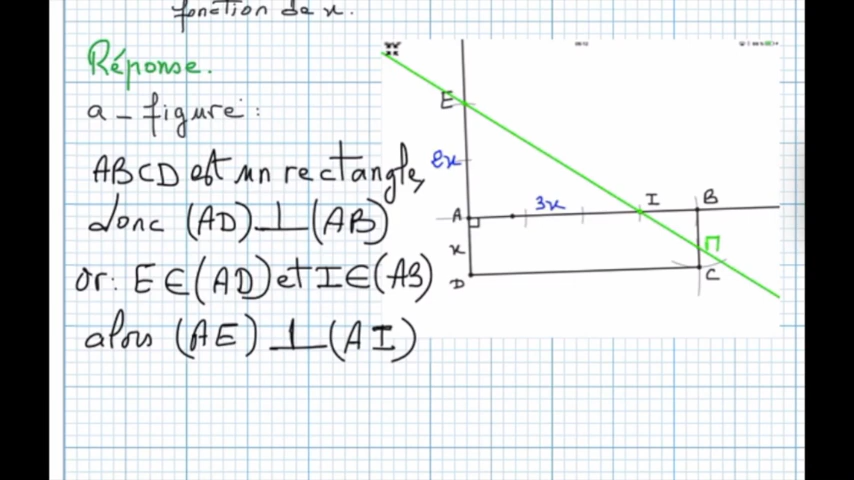 fonction de x.
Réponse.
a - figure :
ABCD est un rectangle,
donc (AD)⊥(AB)
or: E∈(AD) et I∈(AB)
alors (AE)⊥(AI)
E
2x
A
3x
I
B
x
M
D
C